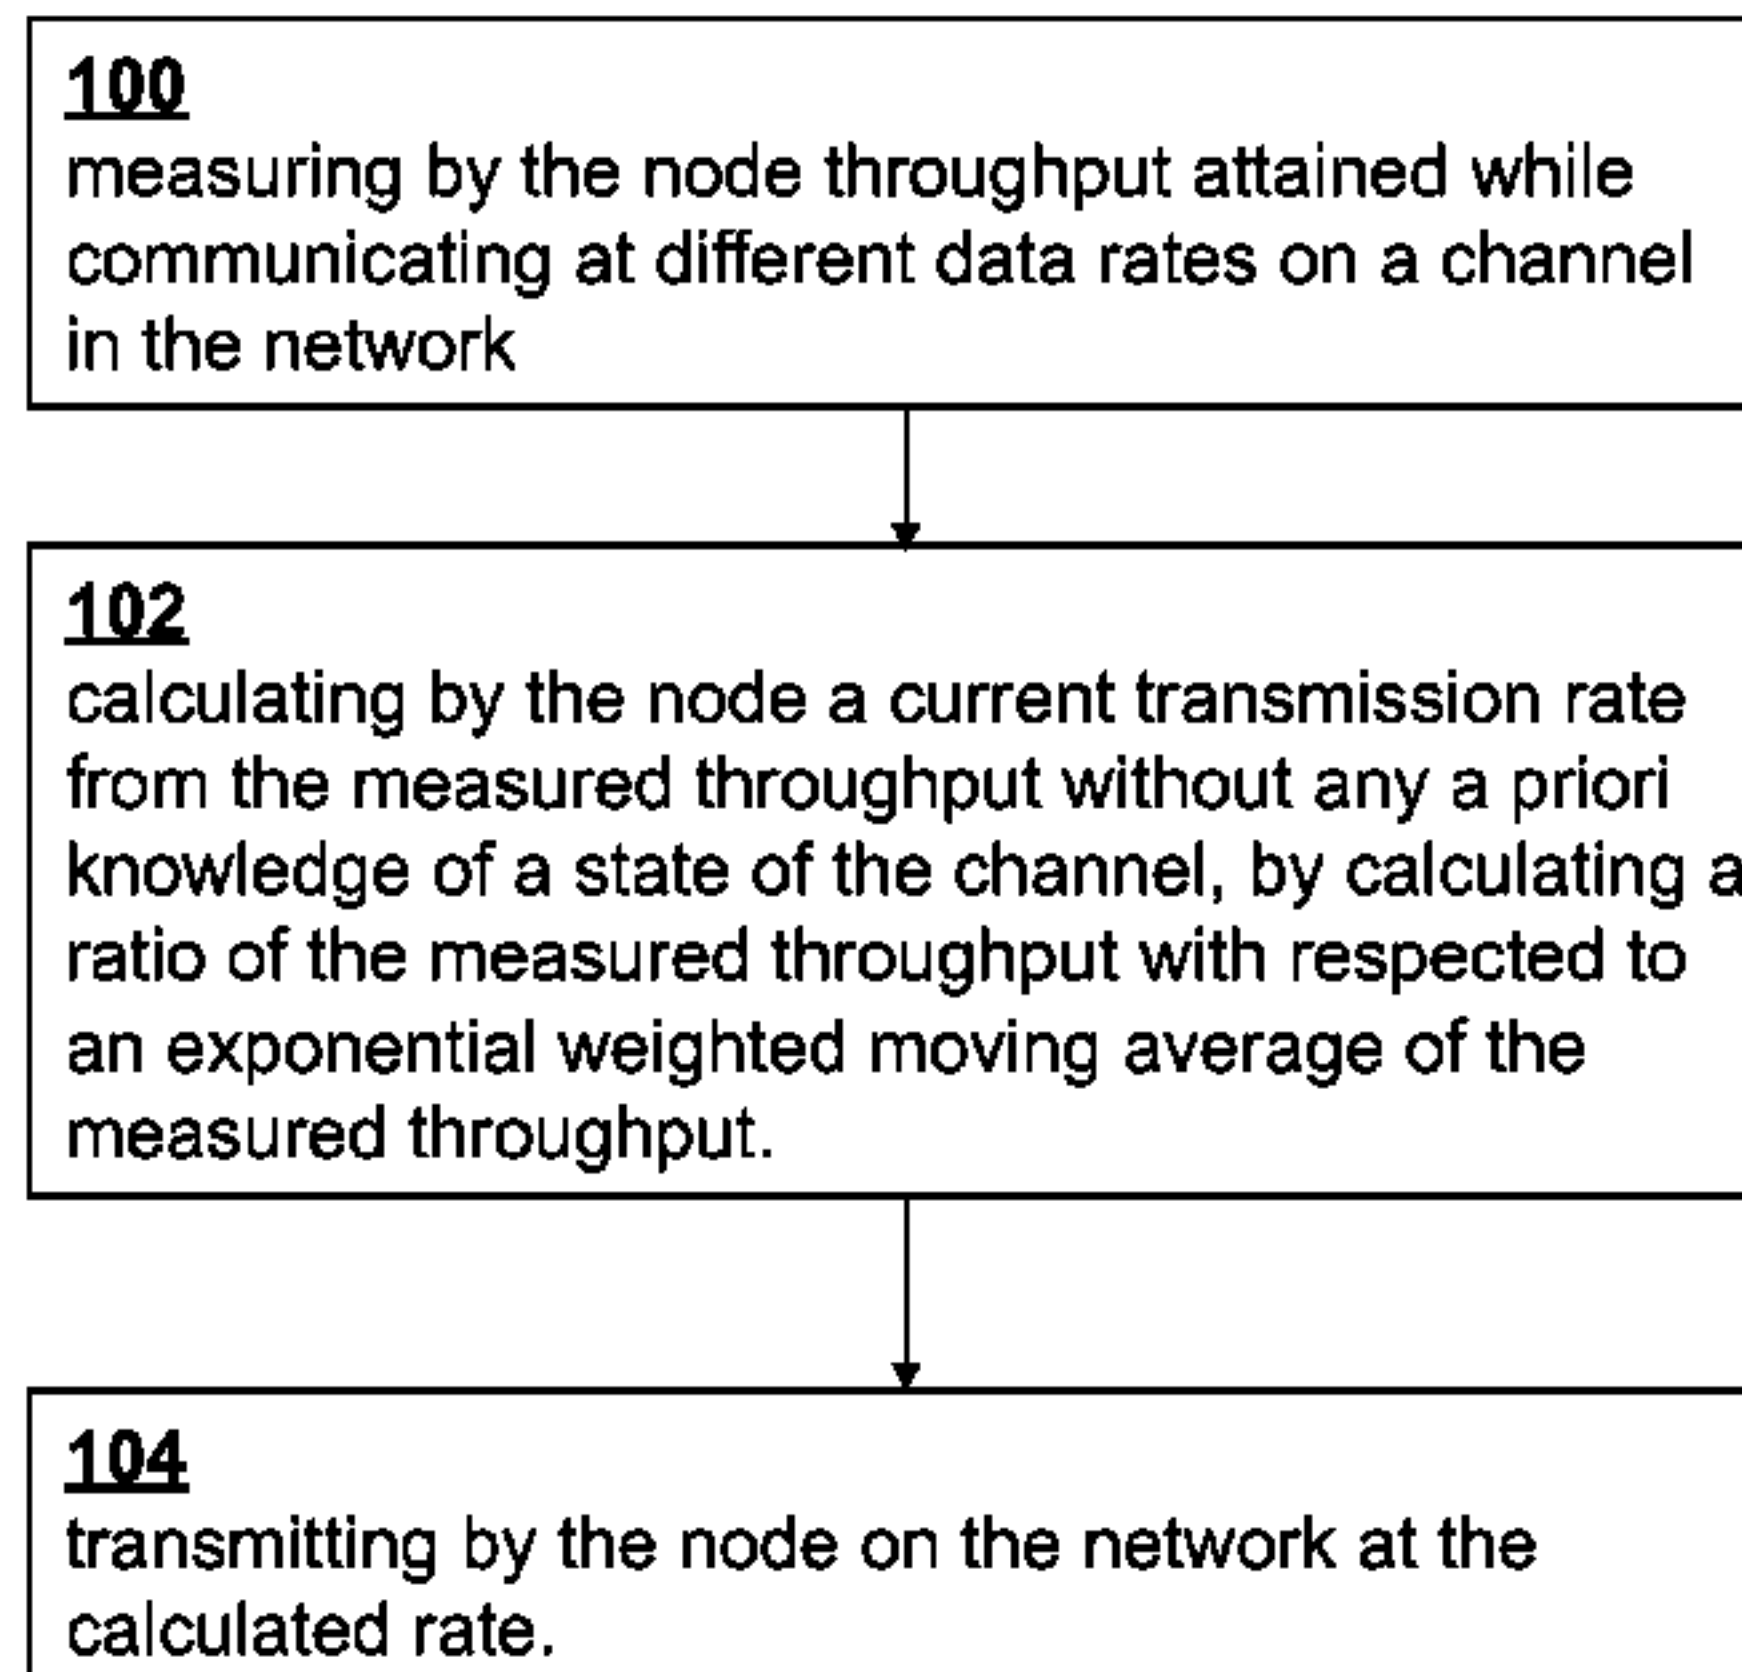 100
measuring by the node throughput attained while
communicating at different data rates on a channel
in the network
102
calculating by the node a current transmission rate
from the measured throughput without any a priori
knowledge of a state of the channel, by calculating a
ratio of the measured throughput with respected to
an exponential weighted moving average of the
measured throughput.
104
transmitting by the node on the network at the
calculated rate.